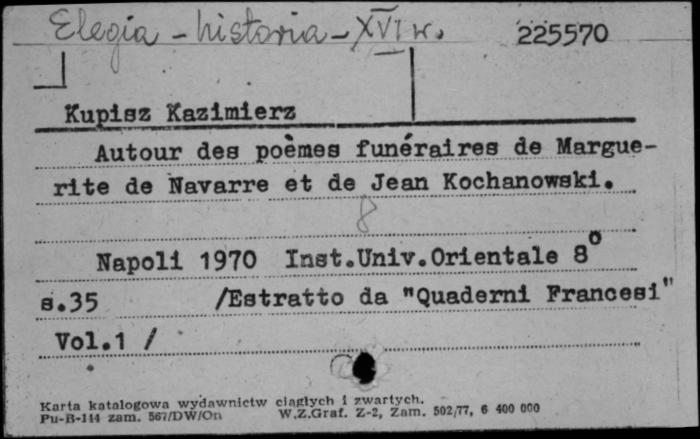 Elegia - historia - XVI w. 225570
Kupisz Kazimierz
Autour des poèmes funéraires de Margue-
rite de Navarre et de Jean Kochanowski.
8
Napoli 1970 Inst.Univ.Orientale 8°
s.35 /Estratto da "Quaderni Francesi"
Vol.1 /
Karta katalogowa wydawnictw ciągłych i zwartych.
Pu-B-114 zam. 567/DW/On W.Z.Graf. Z-2, Zam. 502/77, 6 400 000